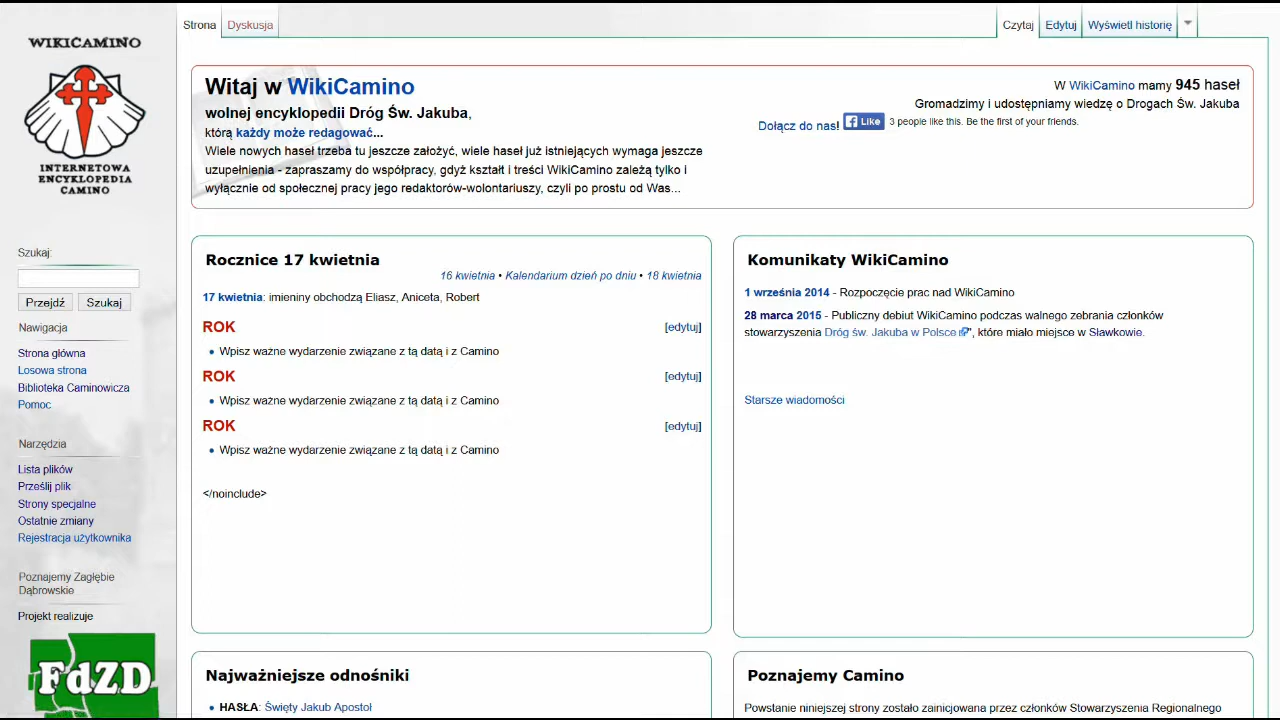 WIKICAMINO
INTERNETOWA
ENCYKLOPEDIA
CAMINO
Szukaj:
Przejdź Szukaj
Nawigacja
Strona główna
Losowa strona
Biblioteka Caminowicza
Pomoc
Narzędzia
Lista plików
Prześlij plik
Strony specjalne
Ostatnie zmiany
Rejestracja użytkownika
Poznajemy Zagłębie
Dąbrowskie
Projekt realizuje
FdZD
Strona Dyskusja Czytaj Edytuj Wyświetl historię
Witaj w WikiCamino
wolnej encyklopedii Dróg Św. Jakuba,
którą każdy może redagować...
Wiele nowych haseł trzeba tu jeszcze założyć, wiele haseł już istniejących wymaga jeszcze
uzupełnienia - zapraszamy do współpracy, gdyż kształt i treści WikiCamino zależą tylko i
wyłącznie od społecznej pracy jego redaktorów-wolontariuszy, czyli po prostu od Was...
W WikiCamino mamy 945 haseł
Gromadzimy i udostępniamy wiedzę o Drogach Św. Jakuba
Dołącz do nas! Like 3 people like this. Be the first of your friends.
Rocznice 17 kwietnia
16 kwietnia • Kalendarium dzień po dniu • 18 kwietnia
17 kwietnia: imieniny obchodzą Eliasz, Aniceta, Robert
ROK [edytuj]
• Wpisz ważne wydarzenie związane z tą datą i z Camino
ROK [edytuj]
• Wpisz ważne wydarzenie związane z tą datą i z Camino
ROK [edytuj]
• Wpisz ważne wydarzenie związane z tą datą i z Camino
</noinclude>
Komunikaty WikiCamino
1 września 2014 - Rozpoczęcie prac nad WikiCamino
28 marca 2015 - Publiczny debiut WikiCamino podczas walnego zebrania członków
stowarzyszenia Dróg św. Jakuba w Polsce", które miało miejsce w Sławkowie.
Starsze wiadomości
Najważniejsze odnośniki
• HASŁA: Święty Jakub Apostoł
Poznajemy Camino
Powstenie niniejszej strony zostało zainicjowana przez członków Stowarzyszenia Regionalnego